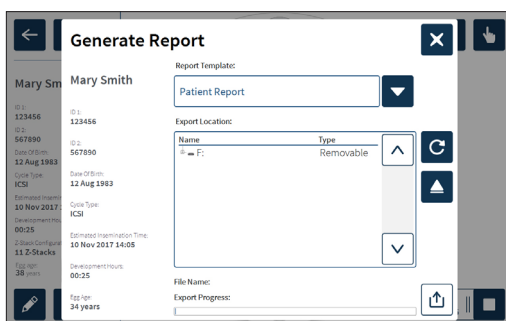 Generate Report
Mary Smith
ID 1:
123456
ID 2:
567890
Date Of Birth:
12 Aug 1983
Cycle Type:
ICSI
Estimated Insemination Time:
10 Nov 2017 14:05
Development Hours:
00:25
Egg Age:
34 years
Report Template:
Patient Report
Export Location:
Name Type
F: Removable
File Name:
Export Progress:
Mary Sm
ID 1:
123456
ID 2:
567890
Date Of Birth:
12 Aug 1983
Cycle Type:
ICSI
Estimated Insemin
10 Nov 2017
Development Hou
00:25
Z-Stack Configura
11 Z-Stacks
Egg Age:
38 years